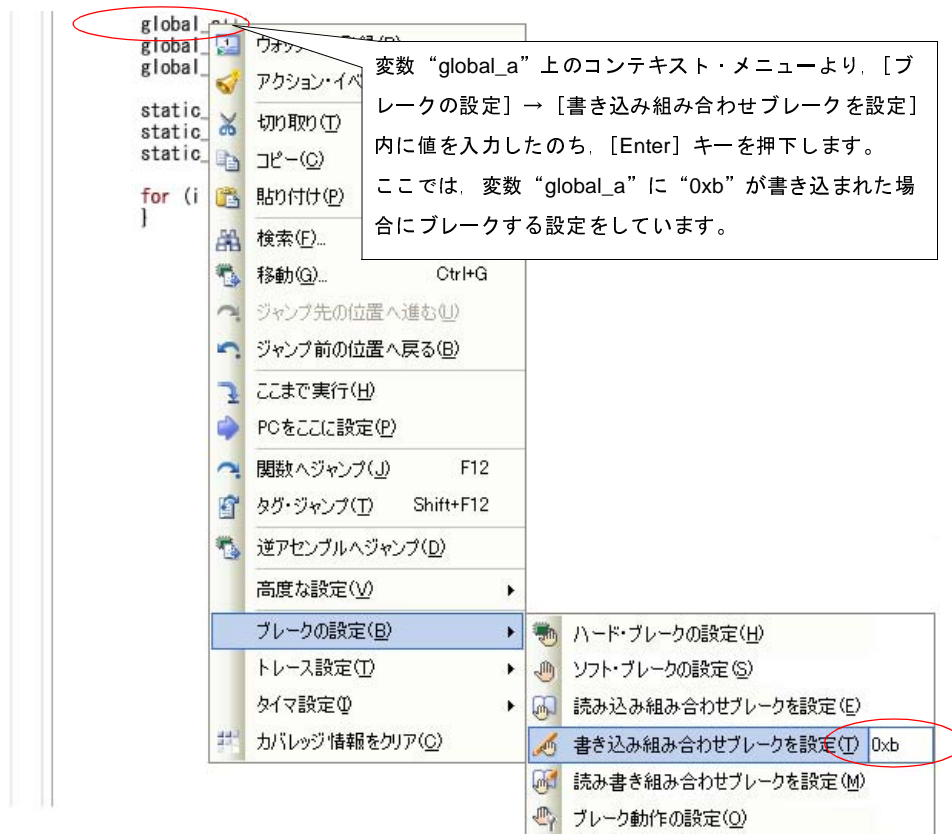 global_a++
global_
global_
static_
static_
static_
for (i
}
変数“global_a”上のコンテキスト・メニューより,［ブ
レークの設定］→［書き込み組み合わせブレークを設定］
内に値を入力したのち,［Enter］キーを押下します。
ここでは, 変数“global_a”に“0xb”が書き込まれた場
合にブレークする設定をしています。
アクション・イベ
切り取り(T)
コピー(C)
貼り付け(P)
検索(F)...
移動(G)... Ctrl+G
ジャンプ先の位置へ進む(U)
ジャンプ前の位置へ戻る(B)
ここまで実行(H)
PCをここに設定(P)
関数へジャンプ(J) F12
タグ・ジャンプ(T) Shift+F12
逆アセンブルへジャンプ(D)
高度な設定(V)
ブレークの設定(B)
トレース設定(T)
タイマ設定(I)
カバレッジ情報をクリア(O)
ハード・ブレークの設定(H)
ソフト・ブレークの設定(S)
読み込み組み合わせブレークを設定(E)
書き込み組み合わせブレークを設定(T) 0xb
読み書き組み合わせブレークを設定(M)
ブレーク動作の設定(O)